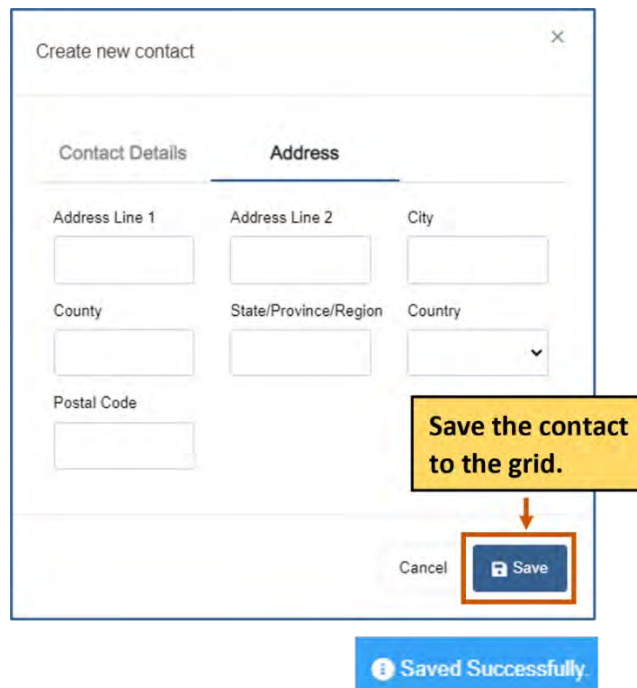 Create new contact
Contact Details Address
Address Line 1 Address Line 2 City
County State/Province/Region Country
Postal Code
Save the contact
to the grid.
Cancel Save
Saved Successfully.